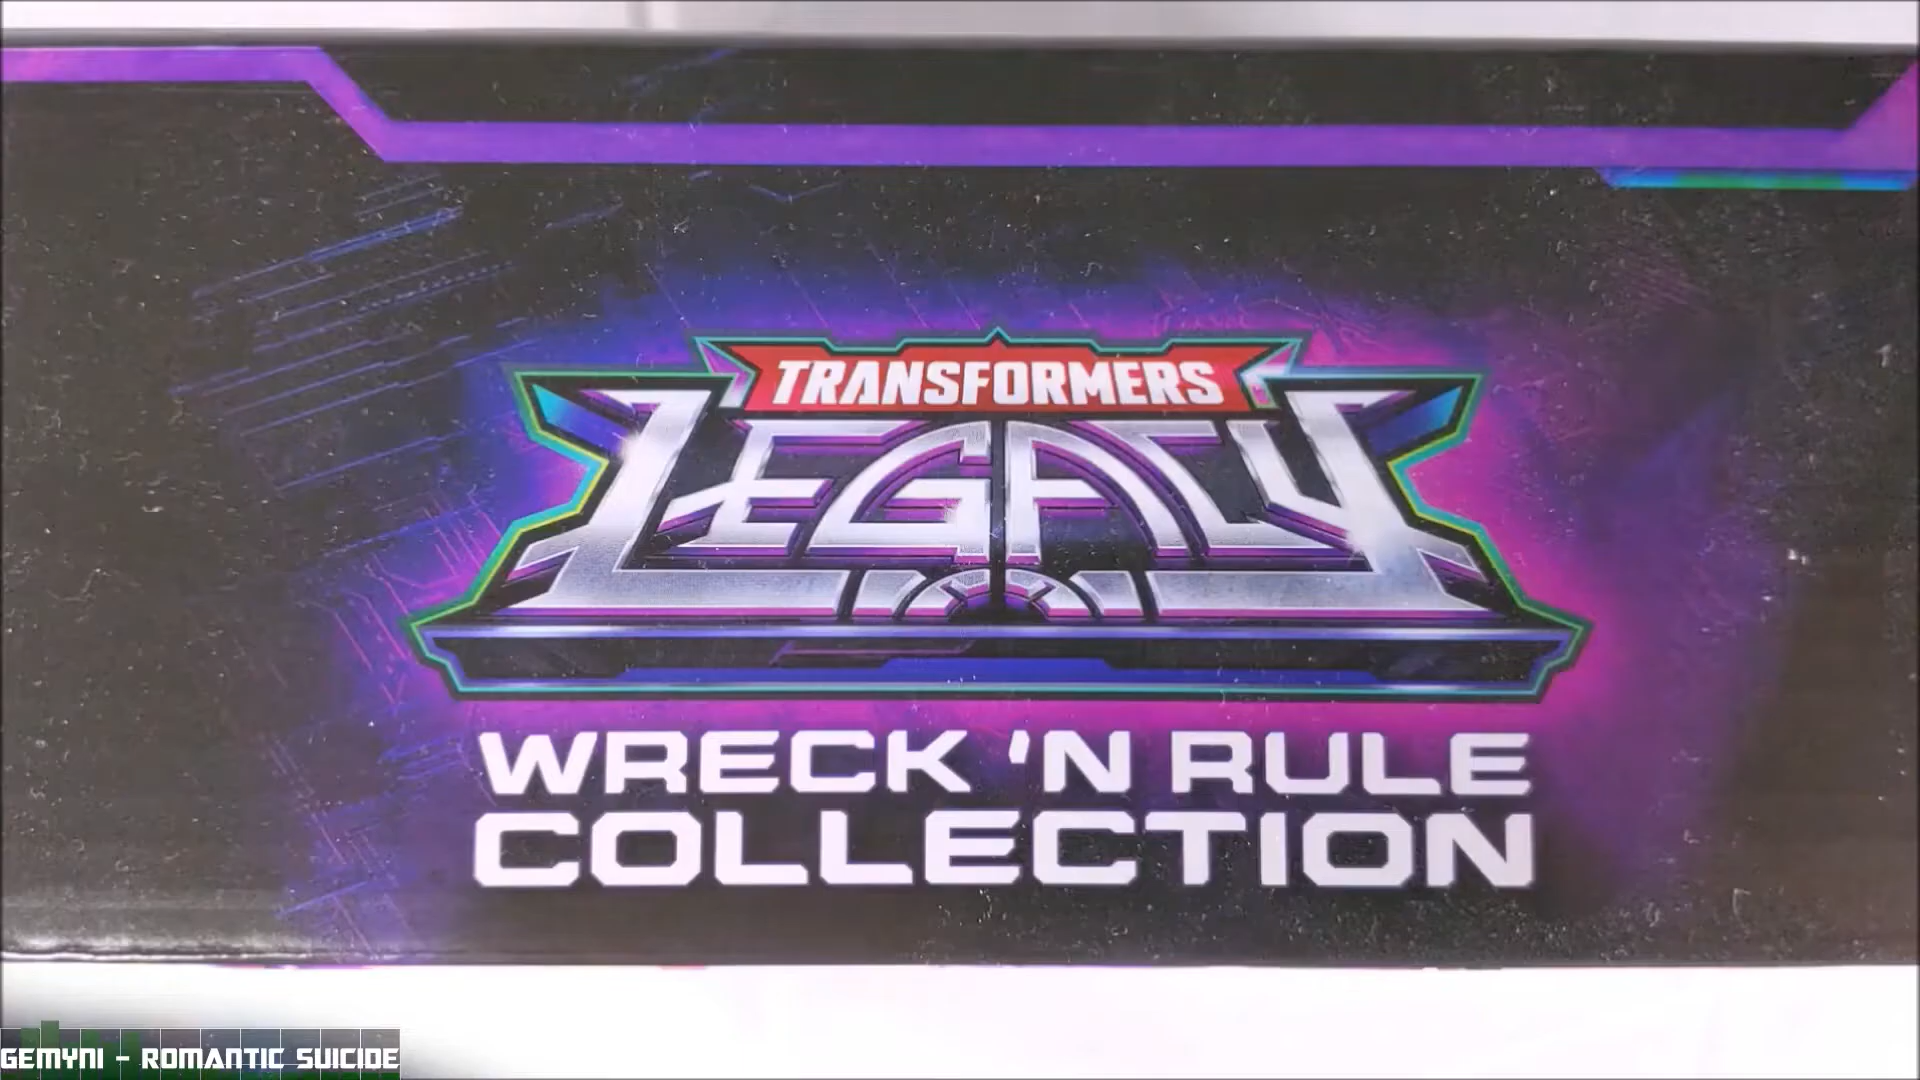 TRANSFORMERS
LEGACY
WRECK 'N RULE
COLLECTION
GEMYNI - ROMANTIC SUICIDE